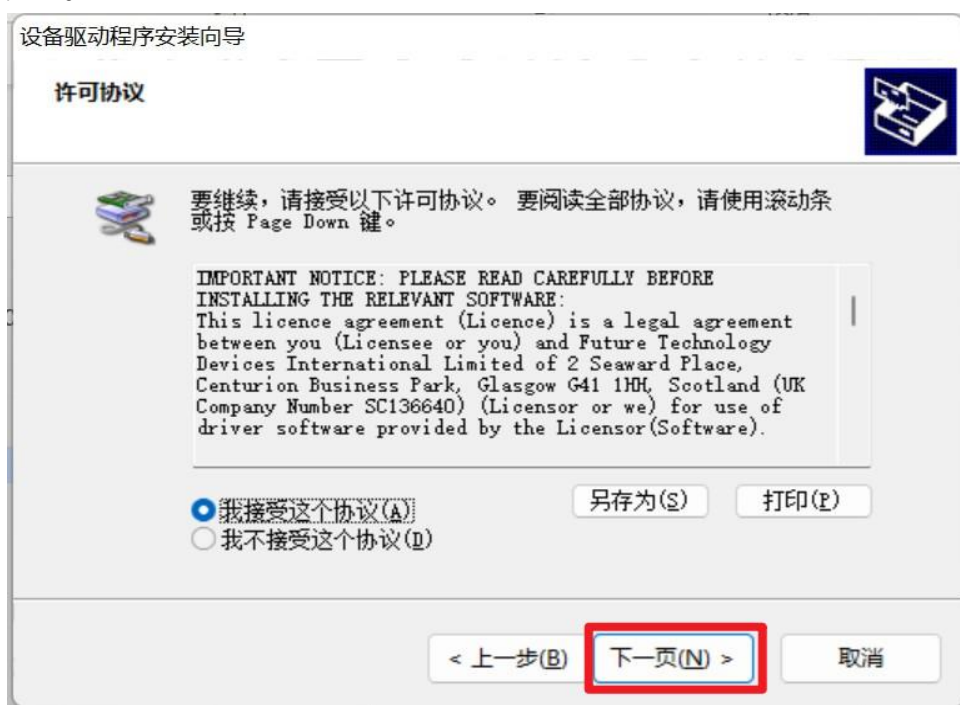 设备驱动程序安装向导
许可协议
要继续，请接受以下许可协议。 要阅读全部协议，请使用滚动条
或按 Page Down 键。
IMPORTANT NOTICE: PLEASE READ CAREFULLY BEFORE
INSTALLING THE RELEVANT SOFTWARE:
This licence agreement (Licence) is a legal agreement
between you (Licensee or you) and Future Technology
Devices International Limited of 2 Seaward Place,
Centurion Business Park, Glasgow G41 1HH, Scotland (UK
Company Number SC136640) (Licensor or we) for use of
driver software provided by the Licensor(Software).
我接受这个协议(A)
另存为(S) 打印(P)
我不接受这个协议(D)
< 上一步(B) 下一页(N) > 取消